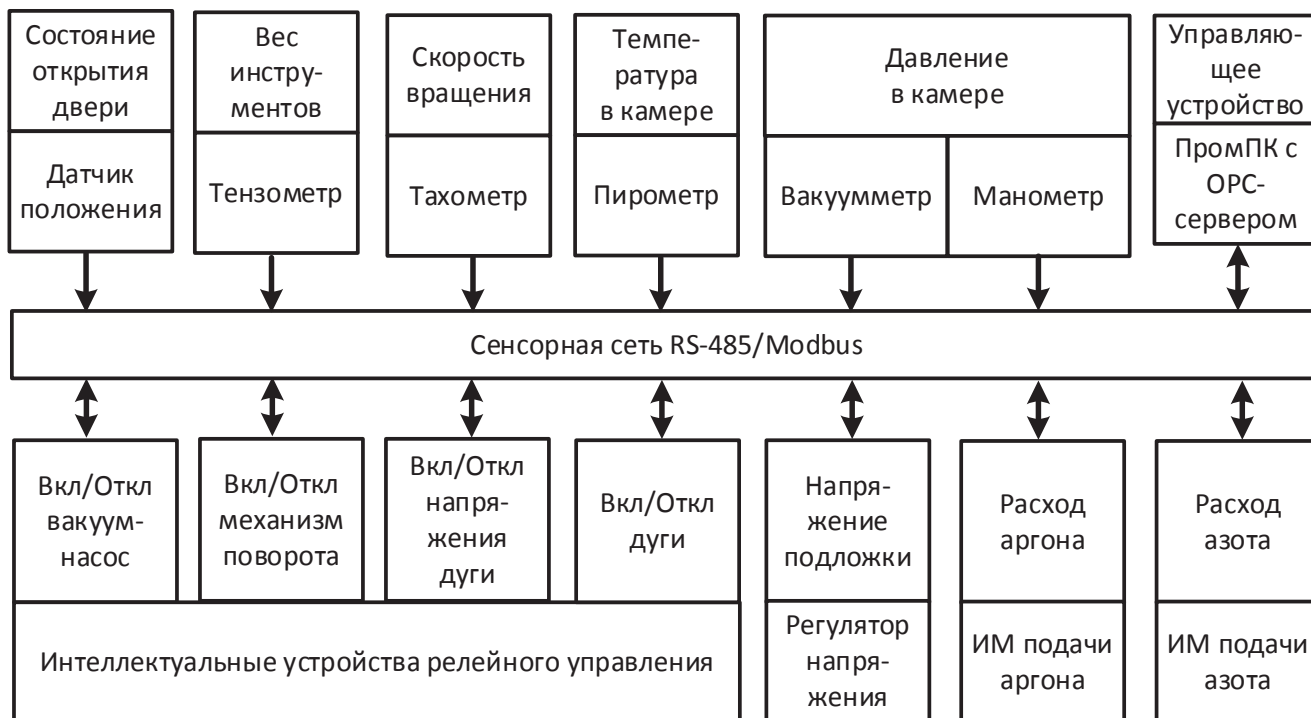 Состояние
открытия
двери
Датчик
положения
Вес
инстру-
ментов
Тензометр
Скорость
вращения
Тахометр
Темпе-
ратура
в камере
Пирометр
Давление
в камере
Вакуумметр
Манометр
Управляю-
щее
устройство
ПромПК с
OPC-
сервером
Сенсорная сеть RS-485/Modbus
Вкл/Откл
вакуум-
насос
Вкл/Откл
механизм
поворота
Вкл/Откл
напря-
жения
дуги
Вкл/Откл
дуги
Интеллектуальные устройства релейного управления
Напря-
жение
подложки
Регулятор
напря-
жения
Расход
аргона
ИМ подачи
аргона
Расход
азота
ИМ подачи
азота